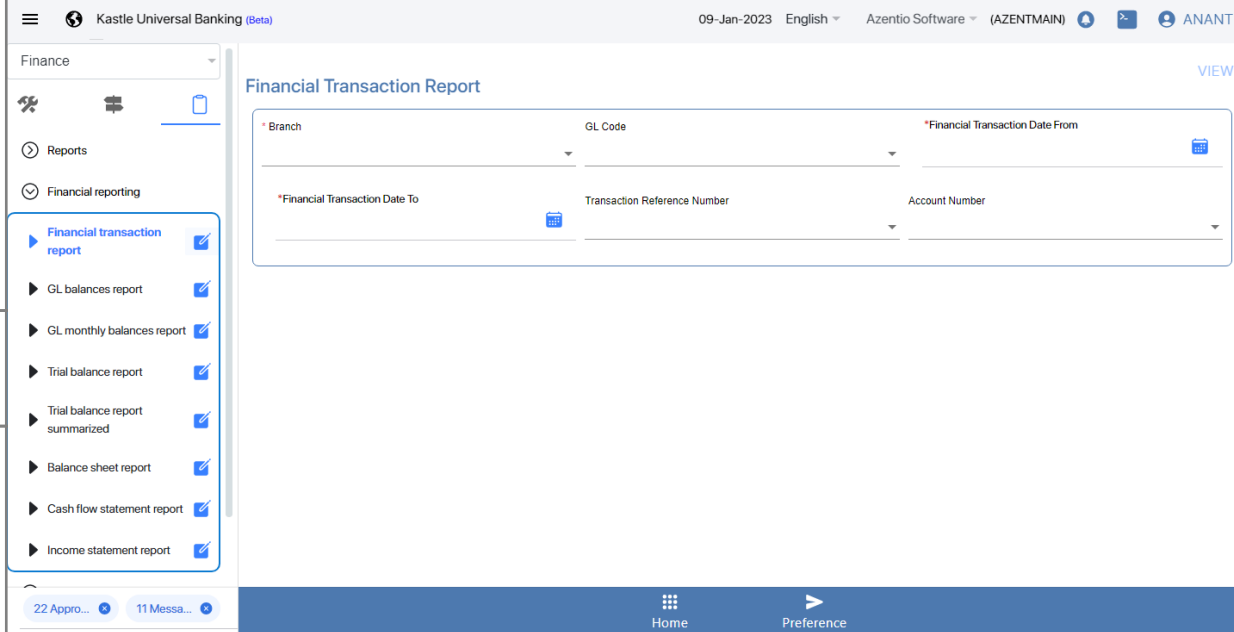 Kastle Universal Banking (Beta)
09-Jan-2023 English Azentio Software (AZENTMAIN) ANANT
Finance
VIEW
Financial Transaction Report
* Branch
GL Code
*Financial Transaction Date From
*Financial Transaction Date To
Transaction Reference Number
Account Number
Reports
Financial reporting
Financial transaction
report
GL balances report
GL monthly balances report
Trial balance report
Trial balance report
summarized
Balance sheet report
Cash flow statement report
Income statement report
22 Appro...
11 Messa...
Home
Preference